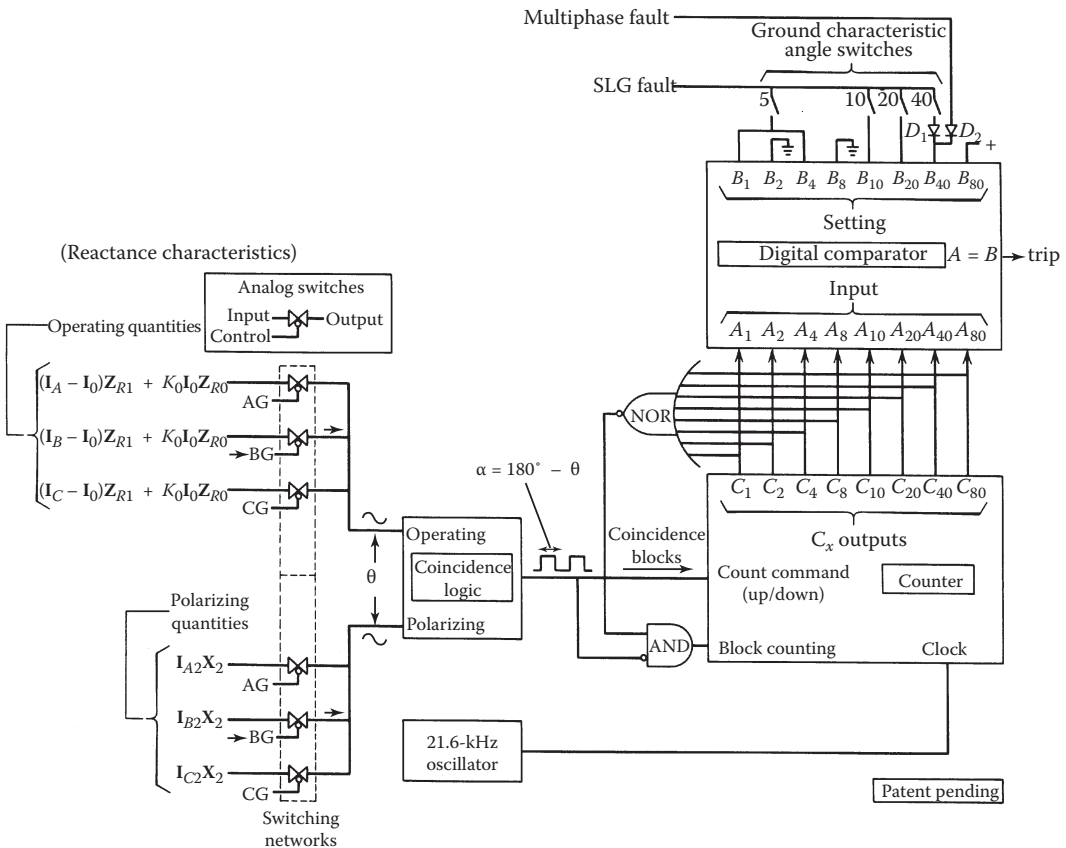 Multiphase fault
Ground characteristic
angle switches
SLG fault
5 10 20 40
D1 D2 +
B1 B2 B4 B8 B10 B20 B40 B80
Setting
Digital comparator A = B trip
Input
A1 A2 A4 A8 A10 A20 A40 A80
(Reactance characteristics)
Analog switches
Input Output
Control
Operating quantities
(IA – I0)ZR1 + K0I0ZR0
AG
(IB – I0)ZR1 + K0I0ZR0
BG
(IC – I0)ZR1 + K0I0ZR0
CG
NOR
α = 180° – θ
C1 C2 C4 C8 C10 C20 C40 C80
Cx outputs
Operating
Coincidence
logic
Polarizing
θ
Coincidence
blocks
Count command
(up/down)
Counter
AND
Block counting Clock
Polarizing
quantities
IA2X2
AG
IB2X2
BG
IC2X2
CG
Switching
networks
21.6-kHz
oscillator
Patent pending